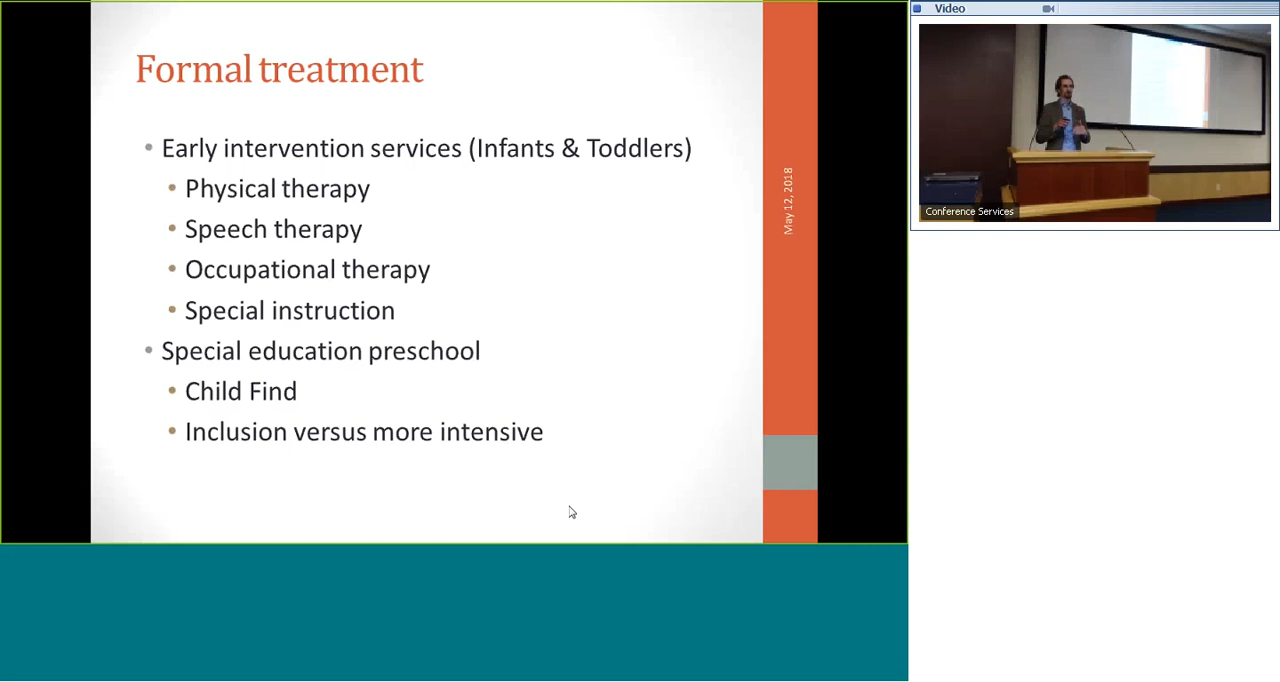 Formal treatment
Early intervention services (Infants & Toddlers)
Physical therapy
Speech therapy
Occupational therapy
Special instruction
Special education preschool
Child Find
Inclusion versus more intensive
May 12, 2018
Video
Conference Services